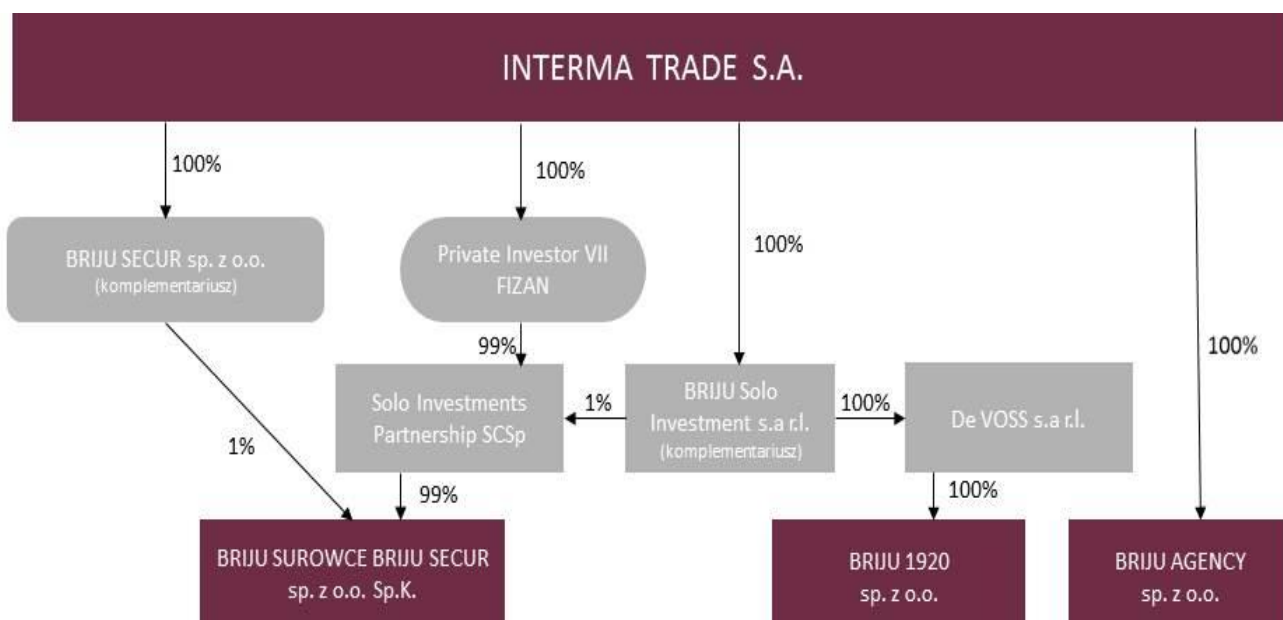 INTERMA TRADE S.A.
100%
100%
100%
100%
BRIJU SECUR sp. z o.o.
(komplementariusz)
Private Investor VII
FIZAN
99%
1%
Solo Investments
Partnership SCSp
1%
BRIJU Solo
Investment s.a r.l.
(komplementariusz)
100%
De VOSS s.a r.l.
99%
100%
BRIJU SUROWCE BRIJU SECUR
sp. z o.o. Sp.K.
BRIJU 1920
sp. z o.o.
BRIJU AGENCY
sp. z o.o.